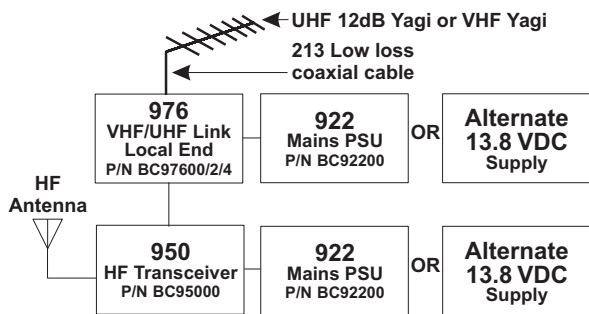 UHF 12dB Yagi or VHF Yagi
213 Low loss
coaxial cable
976
VHF/UHF Link
Local End
P/N BC97600/2/4
922
Mains PSU
P/N BC92200
OR
Alternate
13.8 VDC
Supply
HF
Antenna
950
HF Transceiver
P/N BC95000
922
Mains PSU
P/N BC92200
OR
Alternate
13.8 VDC
Supply